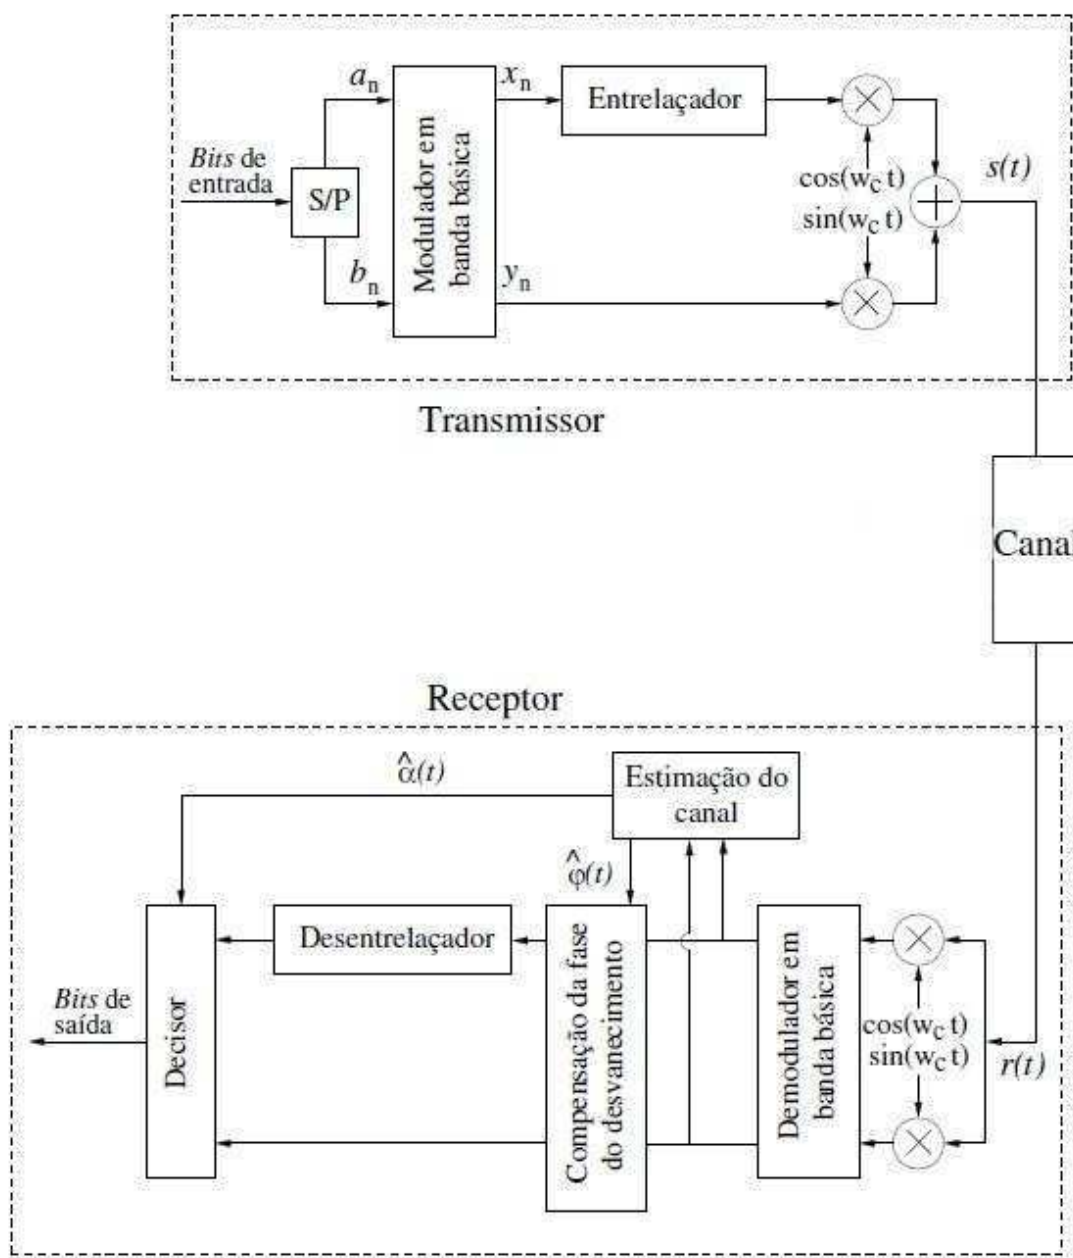 a_n
x_n
Entrelaçador
Bits de
entrada
S/P
Modulador em
banda básica
cos(w_c t)
sin(w_c t)
s(t)
b_n
y_n
Transmissor
Canal
Receptor
α̂(t)
Estimação do
canal
φ̂(t)
Desentrelaçador
Bits de
saída
Decisor
Compensação da fase
do desvanecimento
Demodulador em
banda básica
cos(w_c t)
sin(w_c t)
r(t)